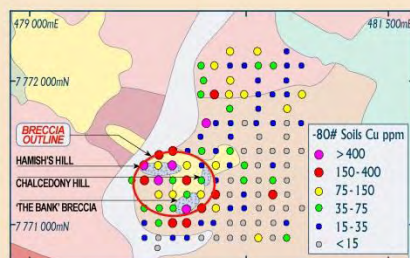 479 000mE
481 500mE
7 772 000mN
BRECCIA
OUTLINE
HAMISH'S HILL
CHALCEDONY HILL
'THE BANK' BRECCIA
7 771 000mN
-80# Soils Cu ppm
>400
150-400
75-150
35-75
15-35
<15